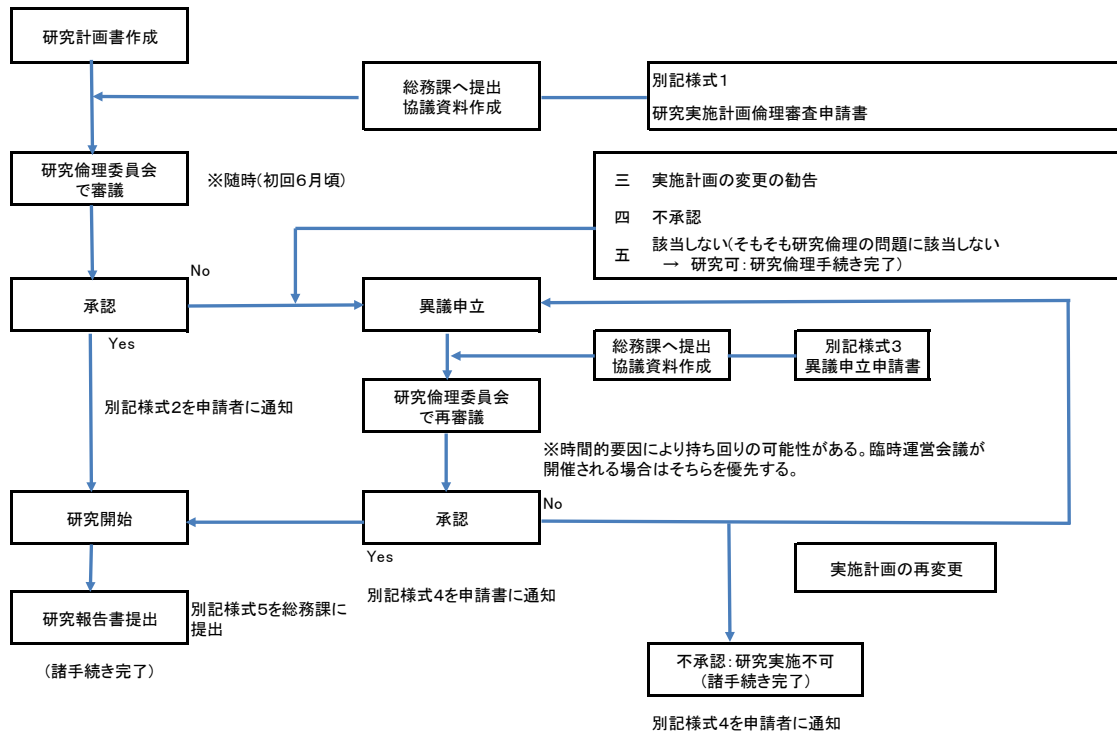 研究計画書作成
総務課へ提出
協議資料作成
別記様式1
研究実施計画倫理審査申請書
研究倫理委員会
で審議
※随時(初回6月頃)
三 実施計画の変更の勧告
四 不承認
五 該当しない(そもそも研究倫理の問題に該当しない
→ 研究可:研究倫理手続き完了)
No
承認
異議申立
Yes
総務課へ提出
協議資料作成
別記様式3
異議申立申請書
別記様式2を申請者に通知
研究倫理委員会
で再審議
※時間的要因により持ち回りの可能性がある。臨時運営会議が
開催される場合はそちらを優先する。
研究開始
承認
No
Yes
実施計画の再変更
別記様式4を申請書に通知
研究報告書提出
別記様式5を総務課に
提出
(諸手続き完了)
不承認:研究実施不可
(諸手続き完了)
別記様式4を申請者に通知